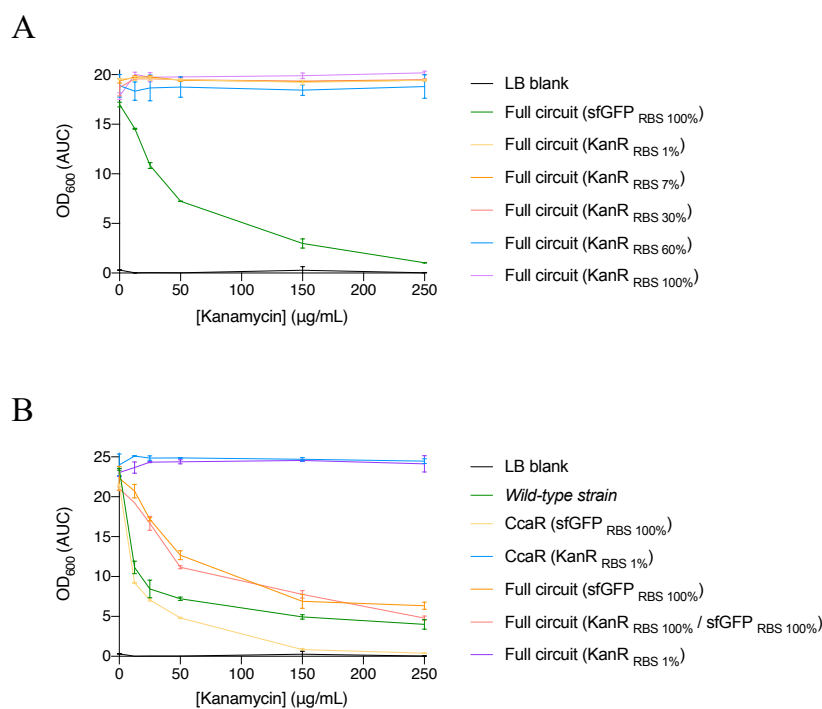 A
20
15
10
5
0
OD600 (AUC)
0 50 100 150 200 250
[Kanamycin] (µg/mL)
LB blank
Full circuit (sfGFP RBS 100%)
Full circuit (KanR RBS 1%)
Full circuit (KanR RBS 7%)
Full circuit (KanR RBS 30%)
Full circuit (KanR RBS 60%)
Full circuit (KanR RBS 100%)
B
25
20
15
10
5
0
OD600 (AUC)
0 50 100 150 200 250
[Kanamycin] (µg/mL)
LB blank
Wild-type strain
CcaR (sfGFP RBS 100%)
CcaR (KanR RBS 1%)
Full circuit (sfGFP RBS 100%)
Full circuit (KanR RBS 100% / sfGFP RBS 100%)
Full circuit (KanR RBS 1%)